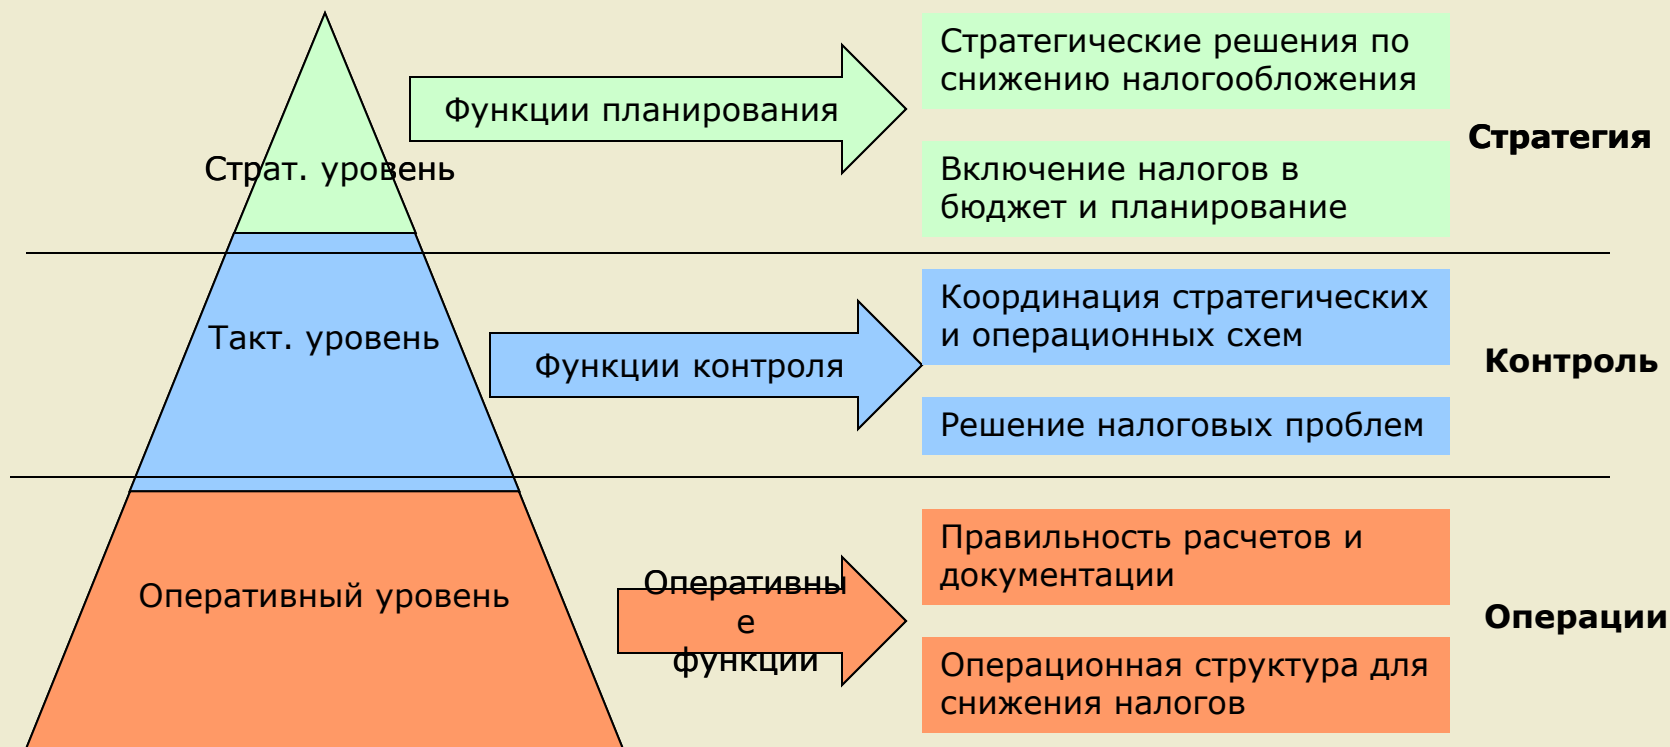 Стратегические решения по
снижению налогообложения
Функции планирования
Стратегия
Страт. уровень
Включение налогов в
бюджет и планирование
Координация стратегических
и операционных схем
Такт. уровень
Функции контроля
Контроль
Решение налоговых проблем
Правильность расчетов и
документации
Оперативный уровень
Оперативны
е
функции
Операции
Операционная структура для
снижения налогов